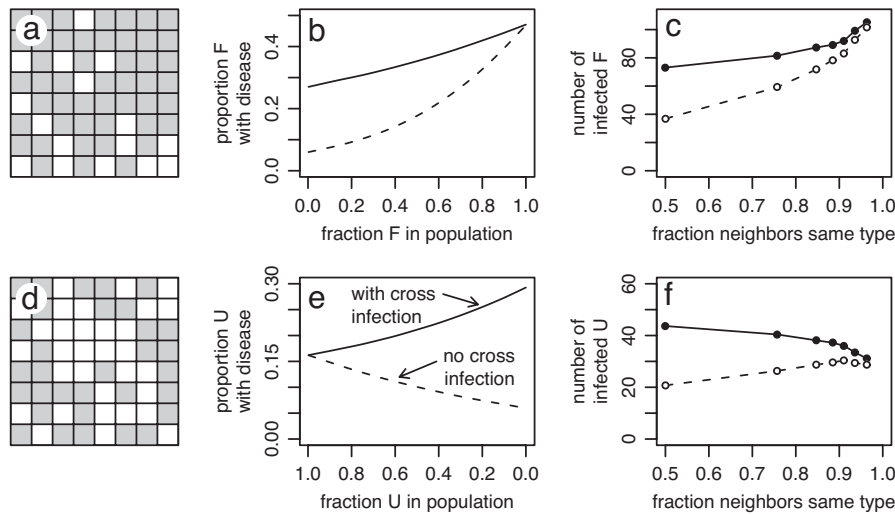 a
b
c
proportion F
with disease
0.0
0.2
0.4
0.0 0.2 0.4 0.6 0.8 1.0
fraction F in population
number of
infected F
0
40
80
0.5 0.6 0.7 0.8 0.9 1.0
fraction neighbors same type
d
e
f
proportion U
with disease
0.00
0.15
0.30
with cross
infection
no cross
infection
1.0 0.8 0.6 0.4 0.2 0.0
fraction U in population
number of
infected U
0
20
40
60
0.5 0.6 0.7 0.8 0.9 1.0
fraction neighbors same type